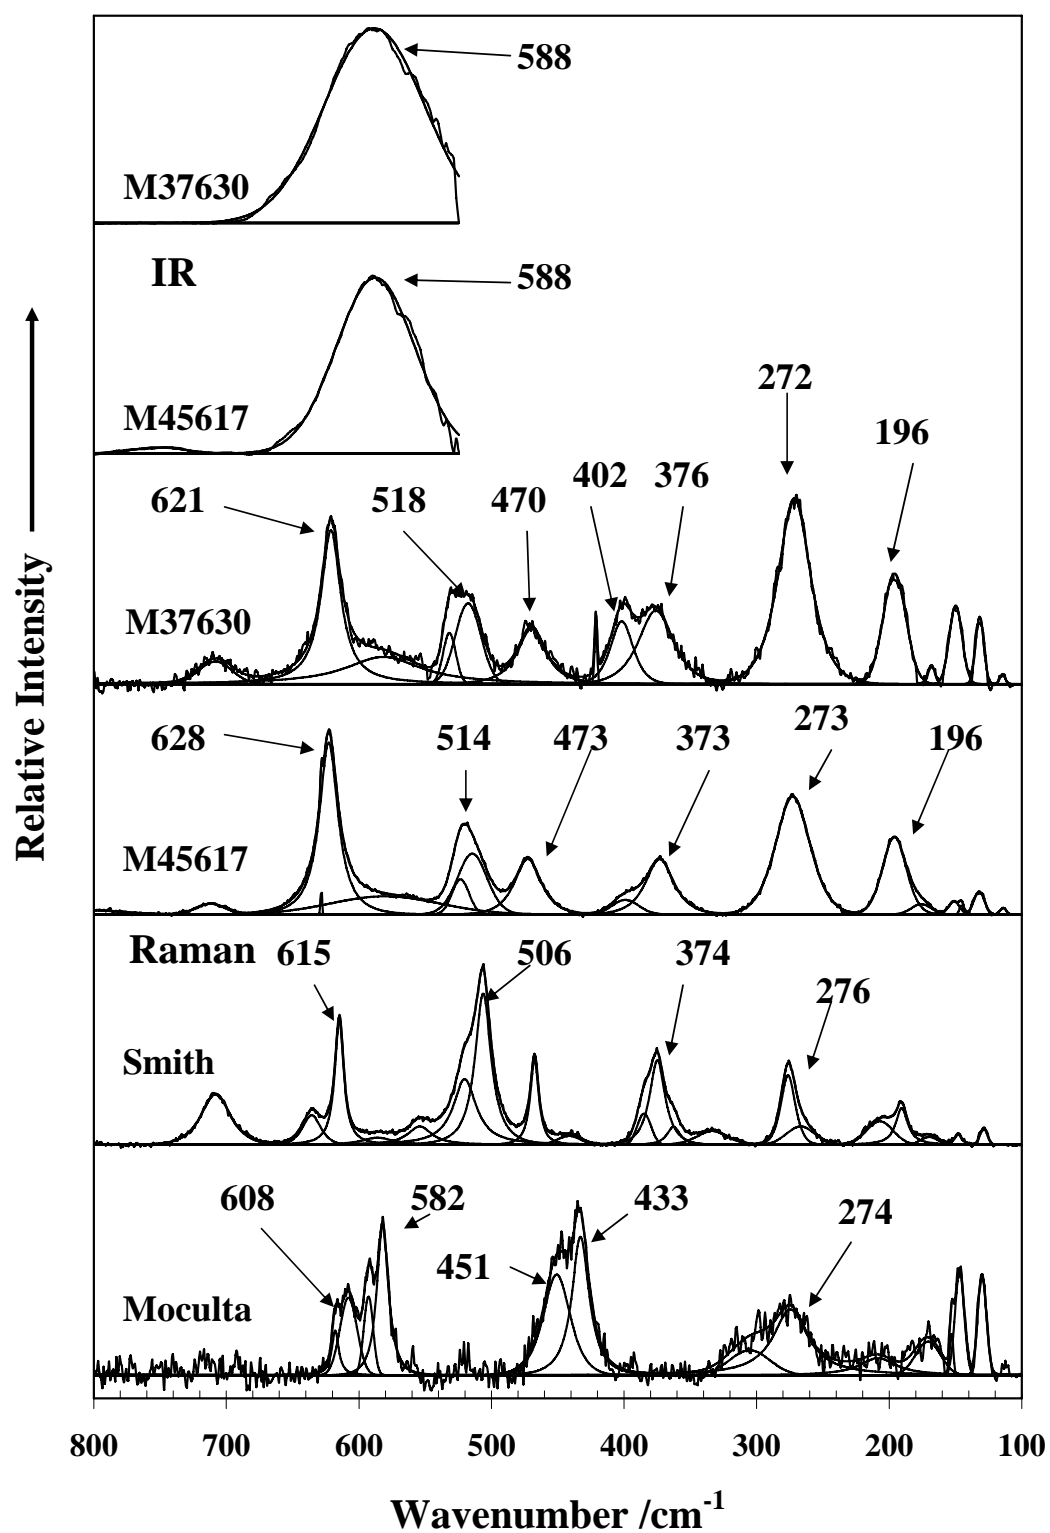 588
M37630
IR
588
M45617
272
196
402 376
621 518 470
M37630
273
628 514 473 373 196
M45617
Raman 615 506 374
276
Smith
608 582 433
274
451
Moculta
Relative Intensity
800 700 600 500 400 300 200 100
Wavenumber /cm-1